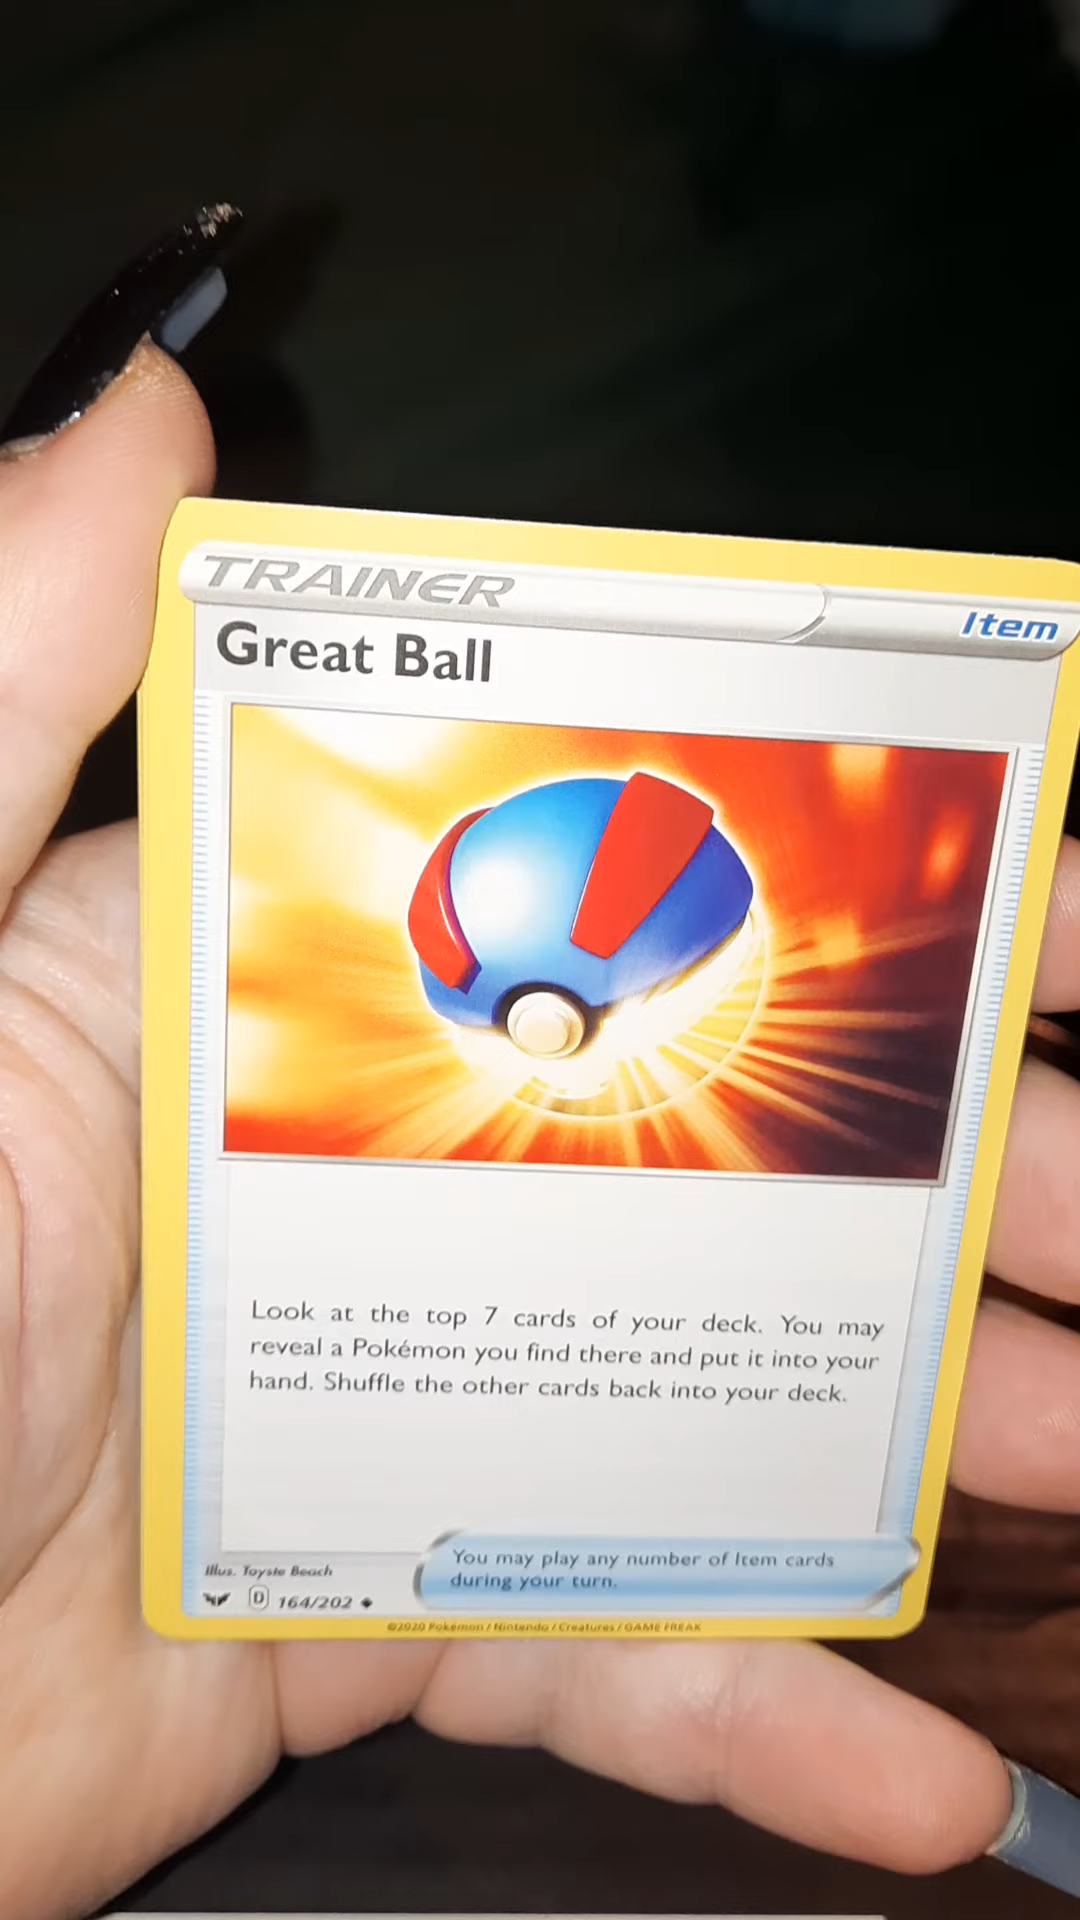 TRAINER
Item
Great Ball
Look at the top 7 cards of your deck. You may
reveal a Pokémon you find there and put it into your
hand. Shuffle the other cards back into your deck.
You may play any number of Item cards
during your turn.
Illus. Toyste Beach
D 164/202
©2020 Pokémon / Nintendo / Creatures / GAME FREAK